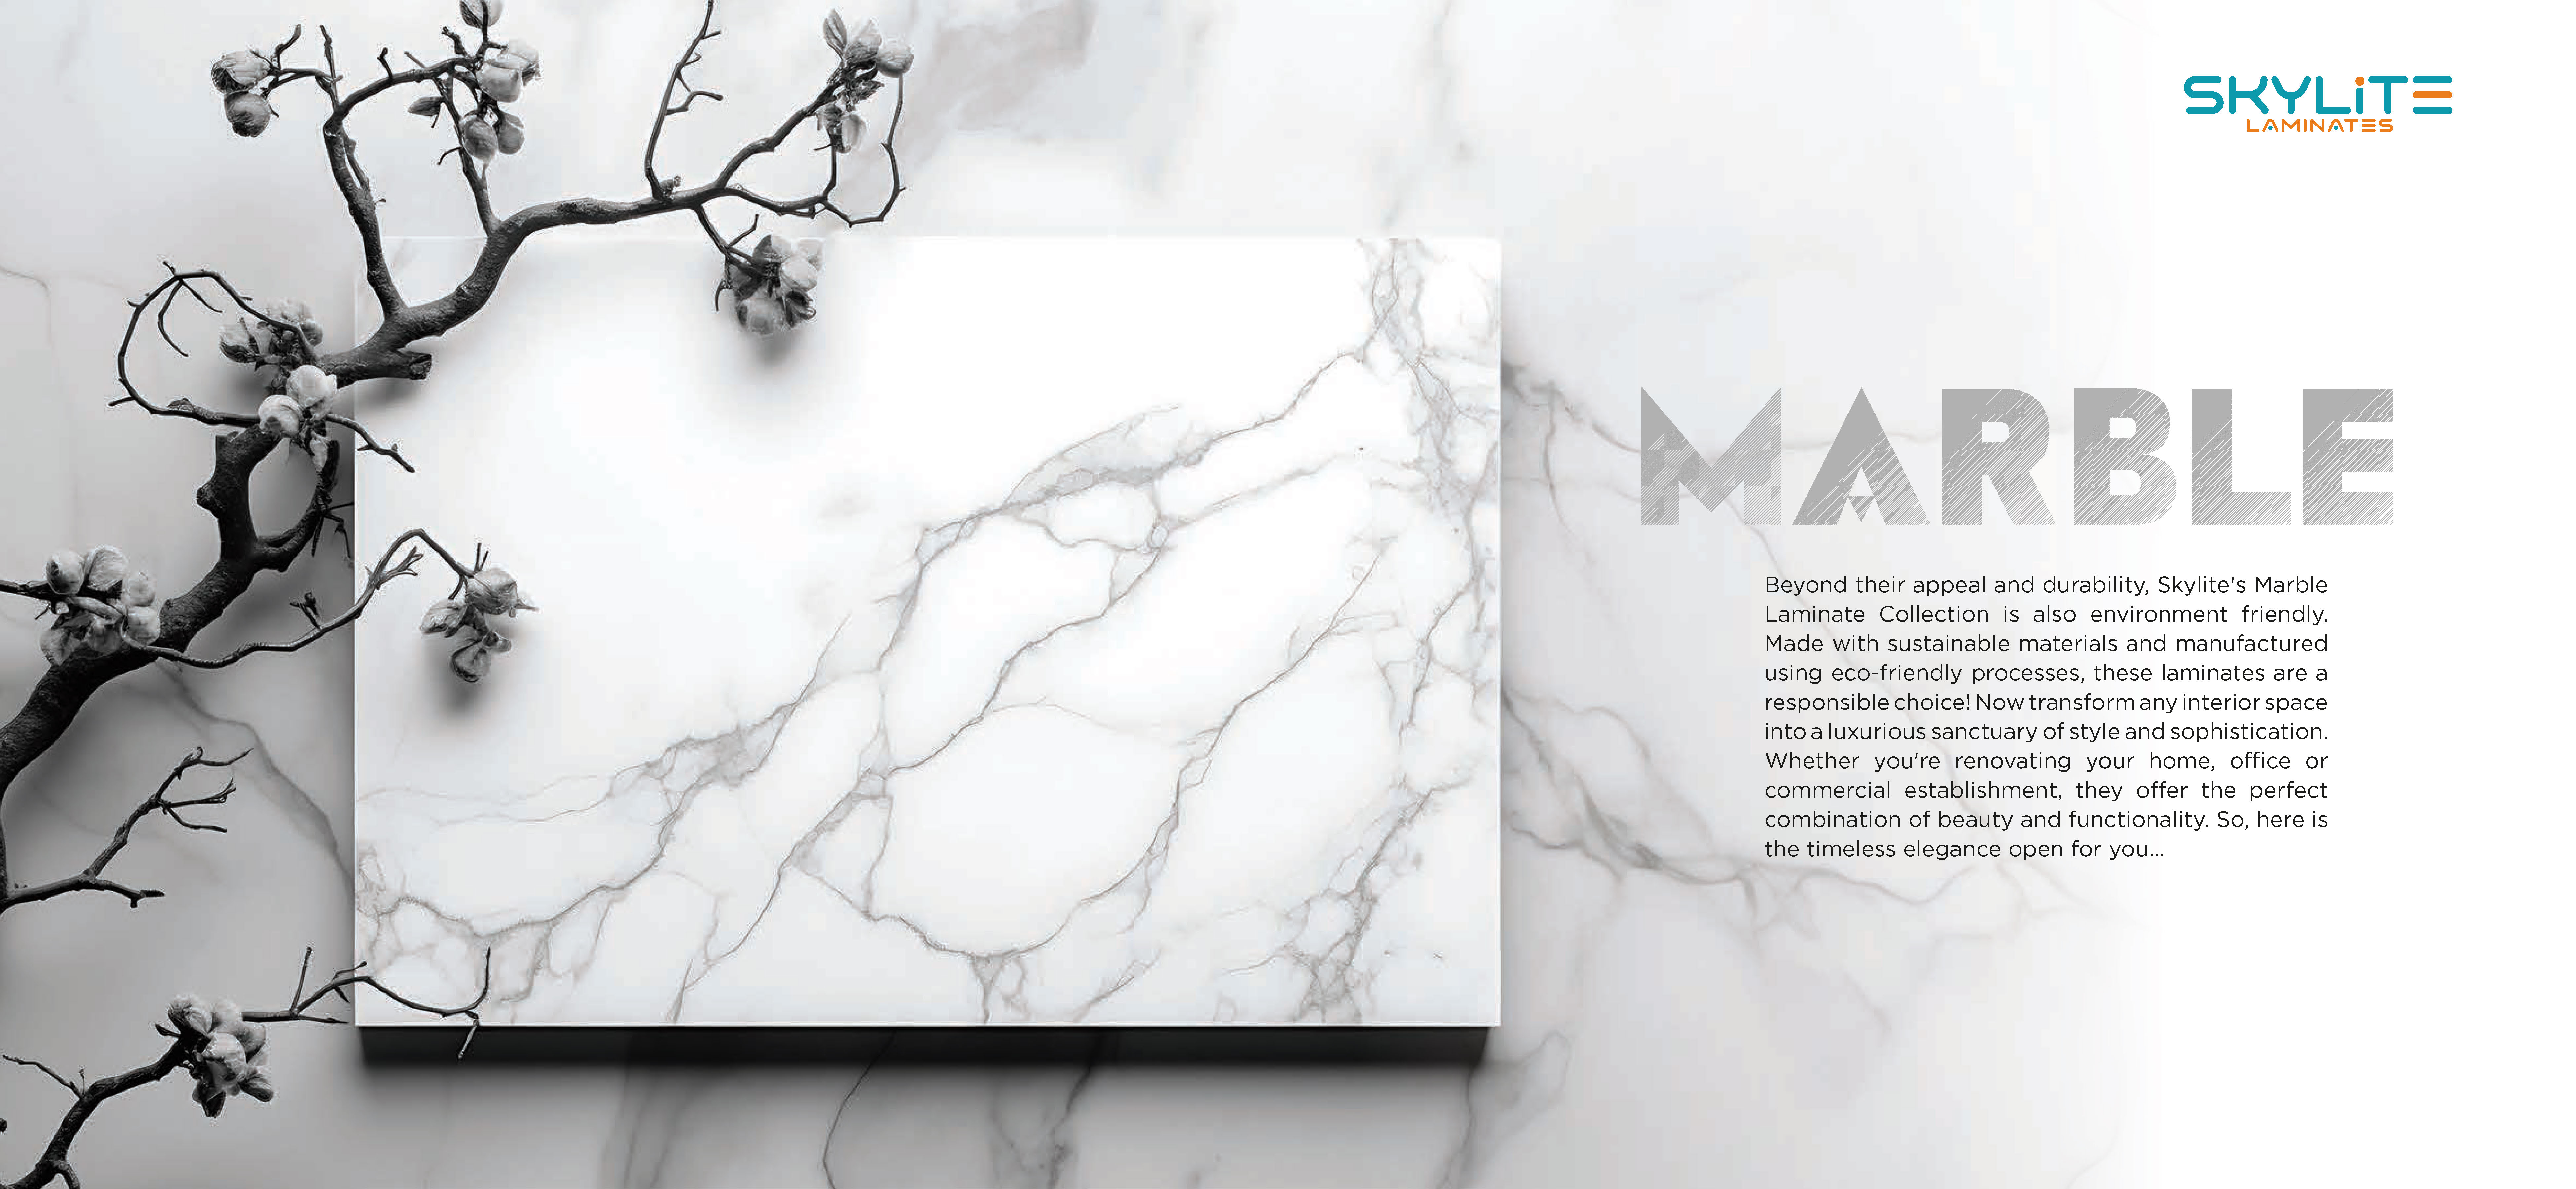 SKYLiTE
LAMINATES
MARBLE
Beyond their appeal and durability, Skylite's Marble
Laminate Collection is also environment friendly.
Made with sustainable materials and manufactured
using eco-friendly processes, these laminates are a
responsible choice! Now transform any interior space
into a luxurious sanctuary of style and sophistication.
Whether you're renovating your home, office or
commercial establishment, they offer the perfect
combination of beauty and functionality. So, here is
the timeless elegance open for you...